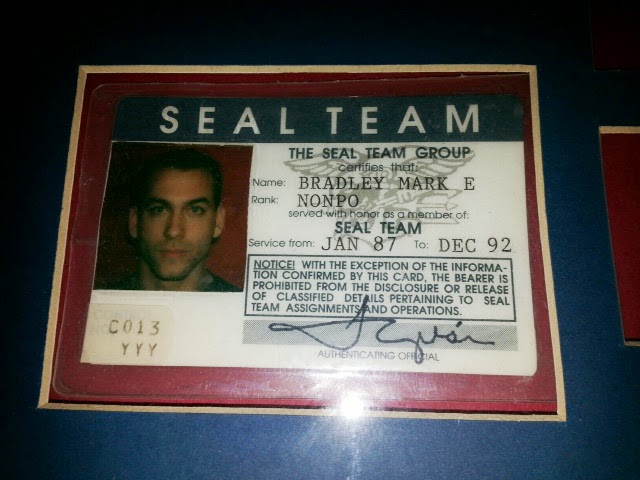 SEAL TEAM
THE SEAL TEAM GROUP
certifies that:
Name: BRADLEY MARK E
Rank: NONPO
served with honor as a member of:
SEAL TEAM
Service from: JAN 87 To: DEC 92
NOTICE! WITH THE EXCEPTION OF THE INFORMA-
TION CONFIRMED BY THIS CARD, THE BEARER IS
PROHIBITED FROM THE DISCLOSURE OR RELEASE
OF CLASSIFIED DETAILS PERTAINING TO SEAL
TEAM ASSIGNMENTS AND OPERATIONS.
AUTHENTICATING OFFICIAL
C013
YYY